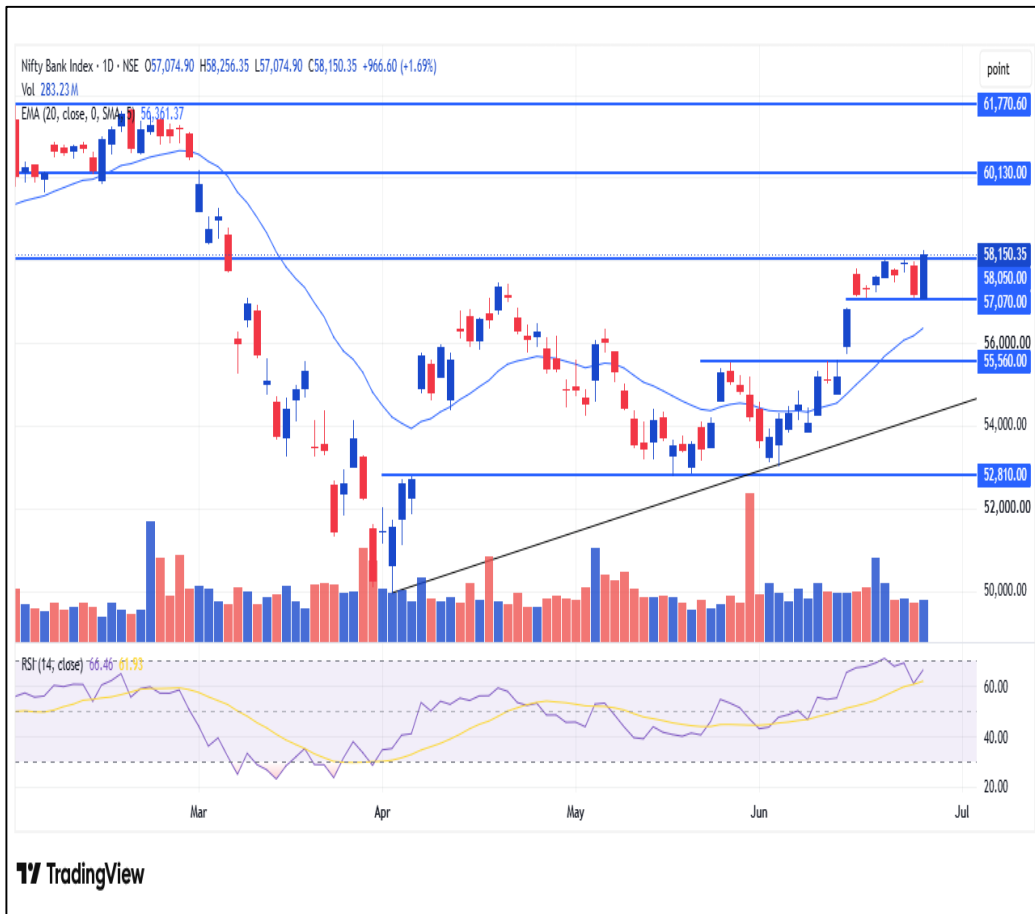 Nifty Bank Index · 1D · NSE O57,074.90 H58,256.35 L57,074.90 C58,150.35 +966.60 (+1.69%)
point
Vol 283.23M
EMA (20, close, 0, SMA, 5) 56,361.37
61,770.60
60,130.00
58,150.35
58,050.00
57,070.00
56,000.00
55,560.00
54,000.00
52,810.00
52,000.00
50,000.00
RSI (14, close) 66.46 61.93
60.00
40.00
20.00
Mar Apr May Jun Jul
TradingView